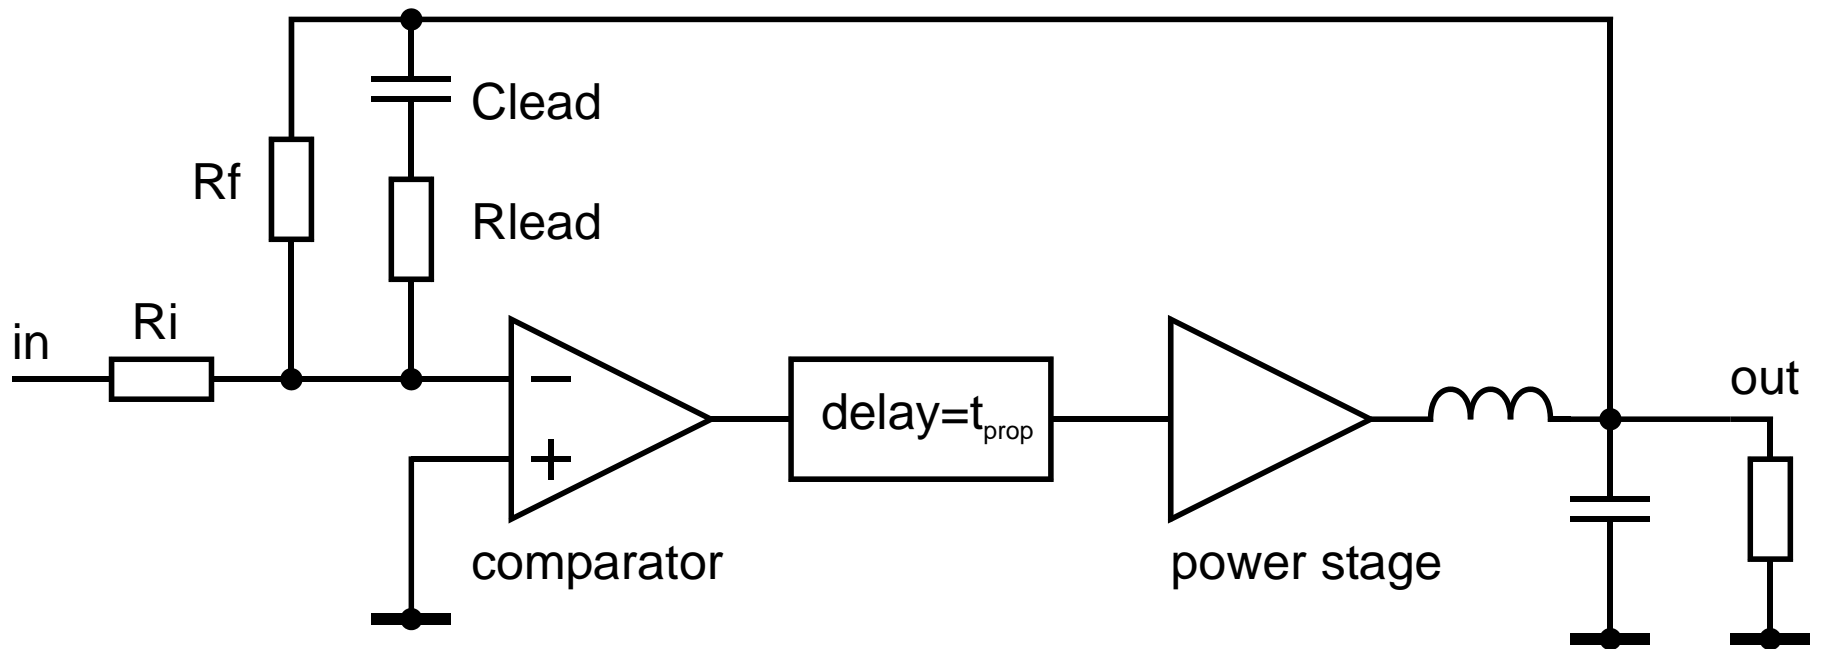 Clead
Rf
Rlead
Ri
in
out
delay=tprop
comparator
power stage